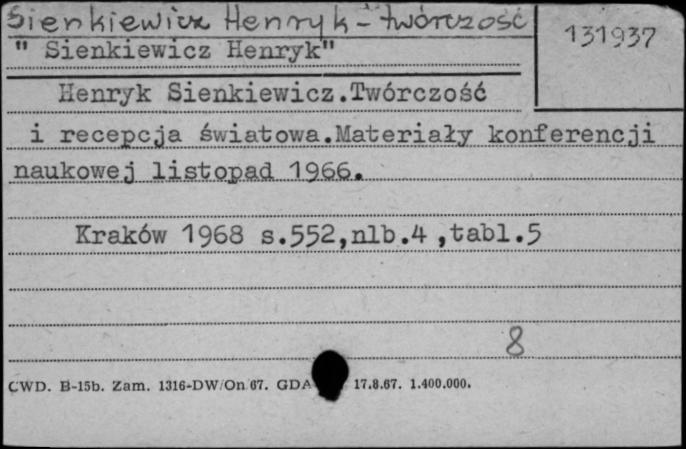 Sienkiewicz Henryk - twórczość
131937
" Sienkiewicz Henryk"
Henryk Sienkiewicz.Twórczość
i recepcja światowa.Materiały konferencji
naukowej listopad 1966.
Kraków 1968 s.552,nlb.4 ,tabl.5
8
CWD. B-15b. Zam. 1316-DW/On/67. GDA 17.8.67. 1.400.000.